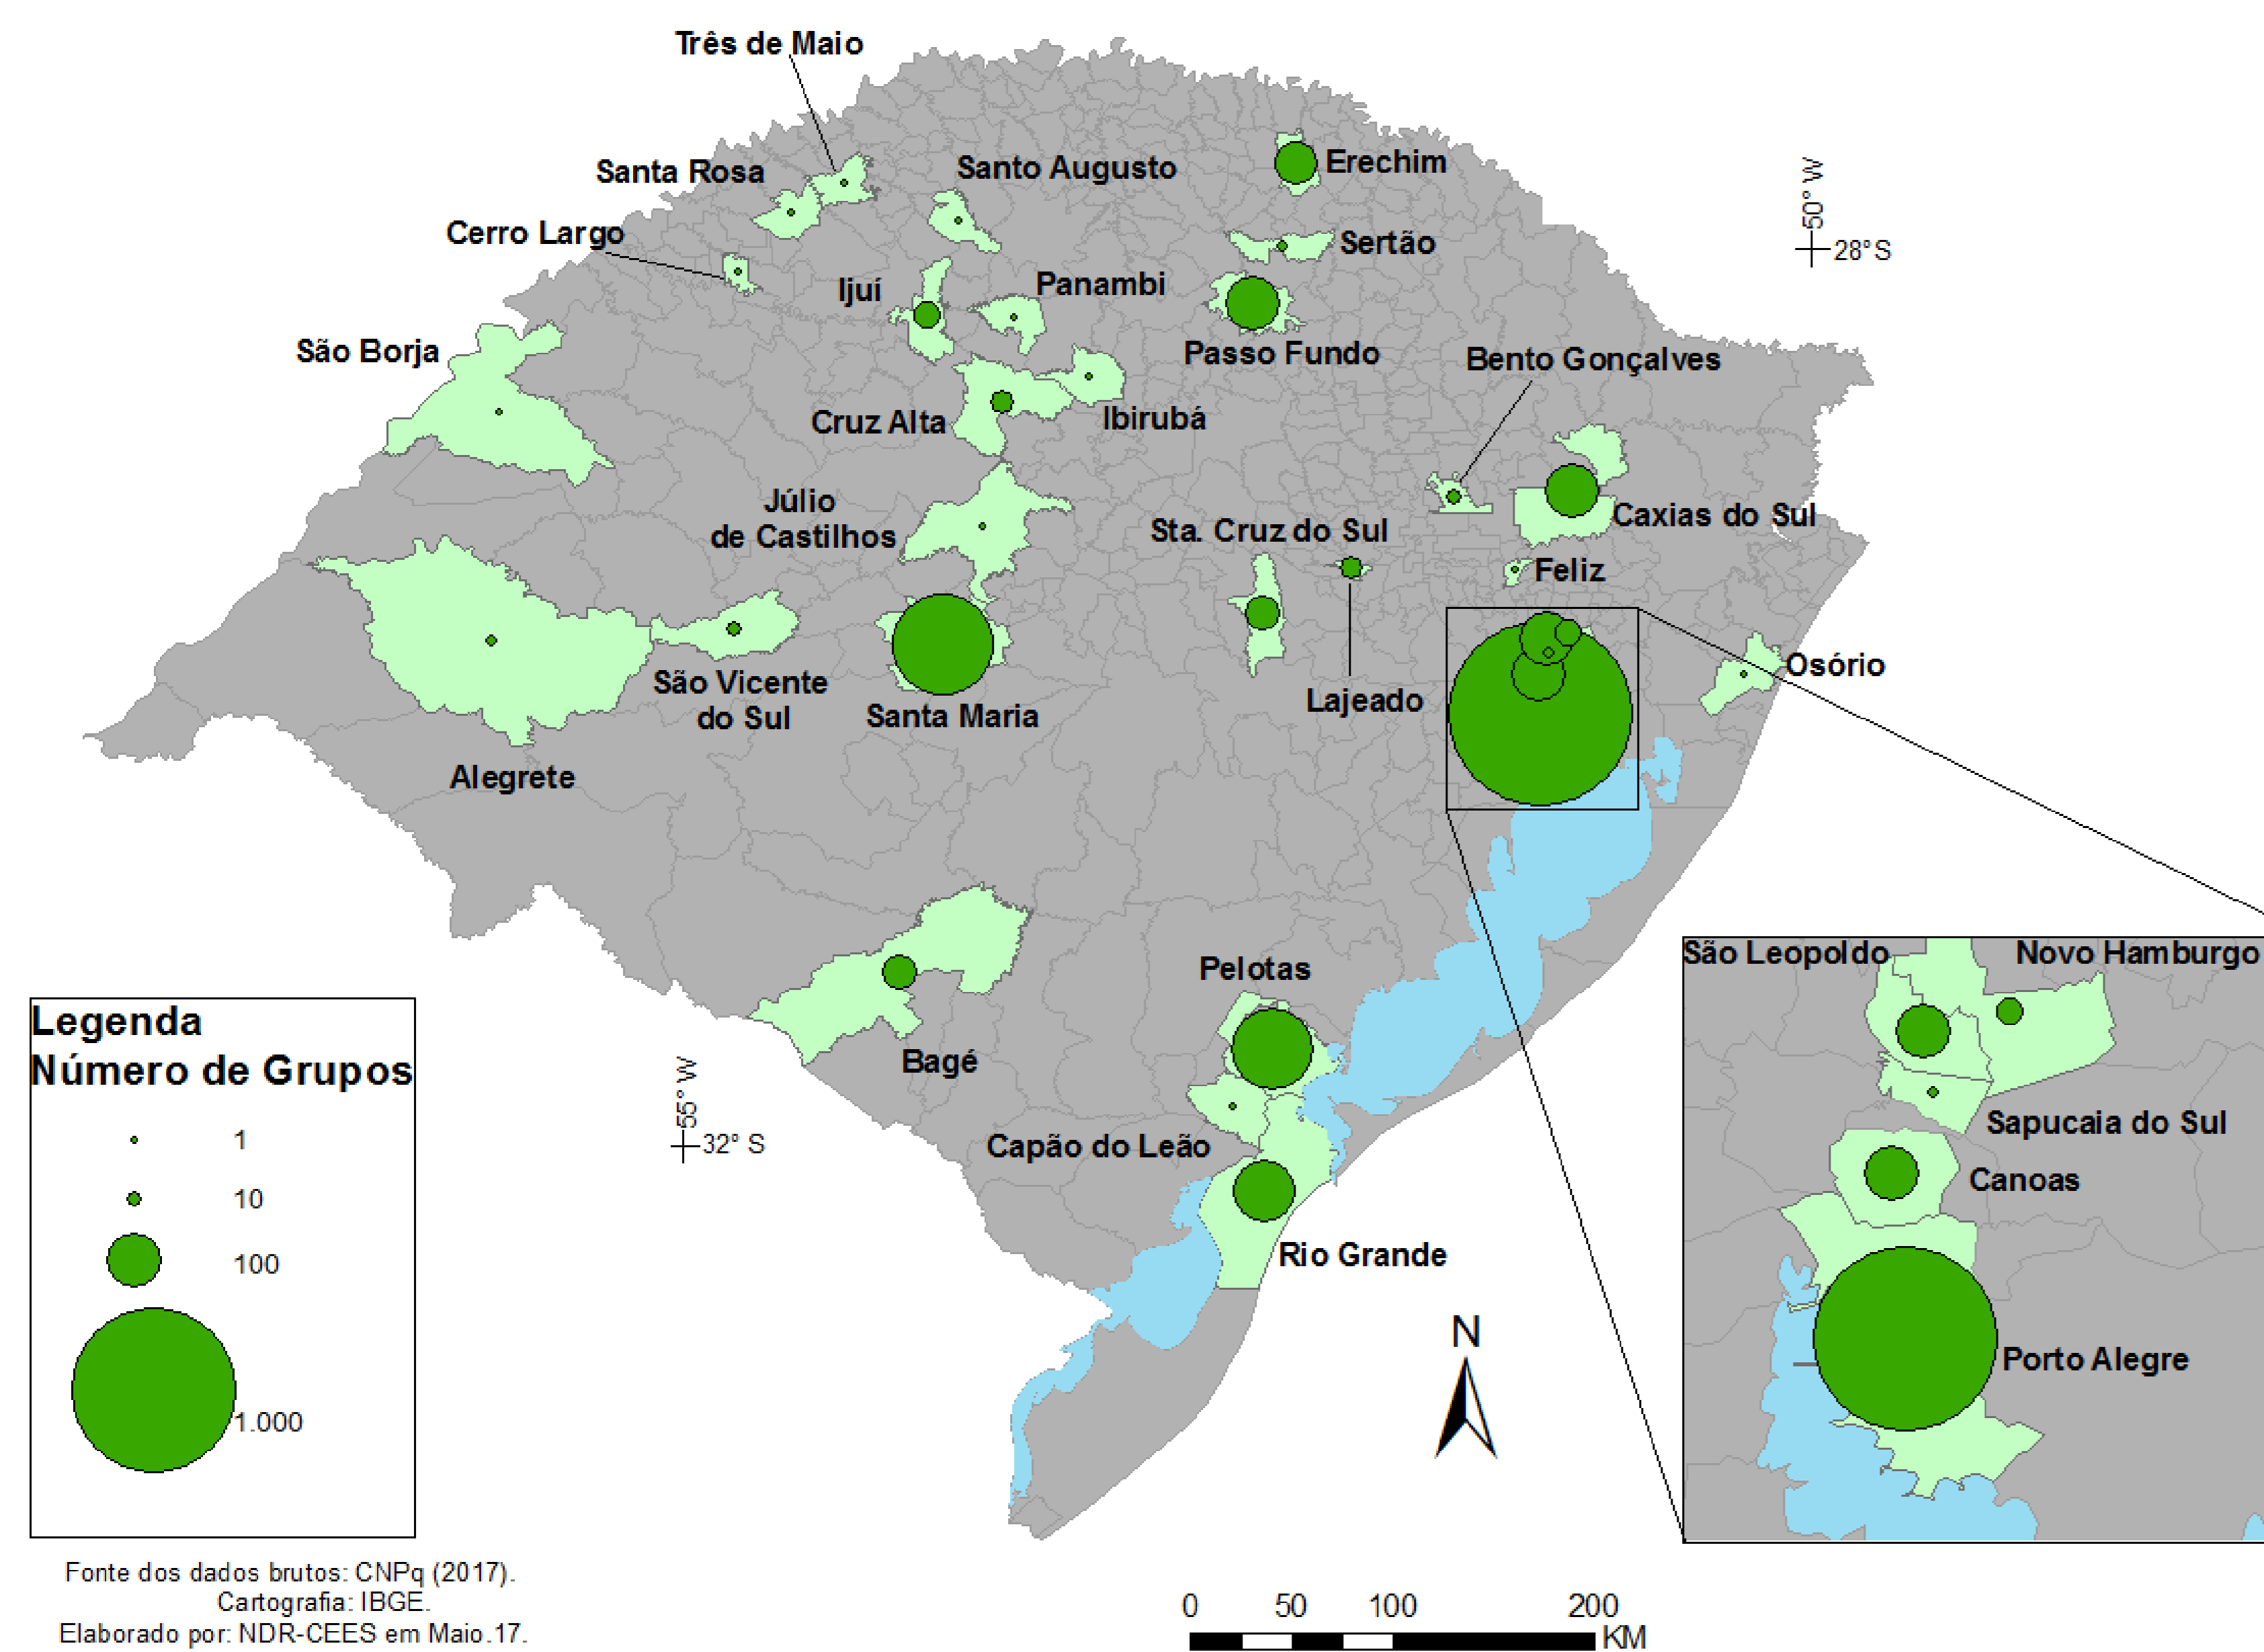 Três de Maio
Santa Rosa
Santo Augusto
Erechim
Cerro Largo
Sertão
50° W
28°S
Ijuí
Panambi
São Borja
Passo Fundo
Bento Gonçalves
Cruz Alta
Ibirubá
Júlio
de Castilhos
Sta. Cruz do Sul
Caxias do Sul
Feliz
São Vicente
do Sul
Santa Maria
Lajeado
Osório
Alegrete
Pelotas
Bagé
55° W
32° S
Capão do Leão
Rio Grande
São Leopoldo
Novo Hamburgo
Sapucaia do Sul
Canoas
Porto Alegre
Legenda
Número de Grupos
1
10
100
1.000
N
Fonte dos dados brutos: CNPq (2017).
Cartografia: IBGE.
Elaborado por: NDR-CEES em Maio.17.
0 50 100 200
KM